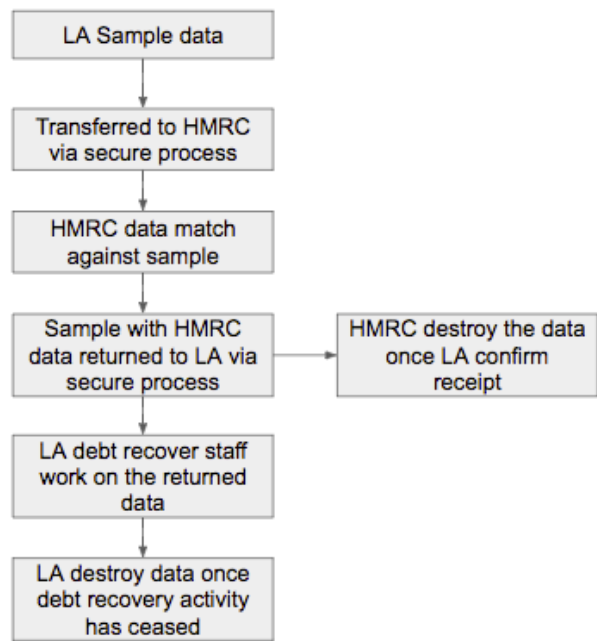 LA Sample data
Transferred to HMRC
via secure process
HMRC data match
against sample
Sample with HMRC
data returned to LA via
secure process
HMRC destroy the data
once LA confirm
receipt
LA debt recover staff
work on the returned
data
LA destroy data once
debt recovery activity
has ceased